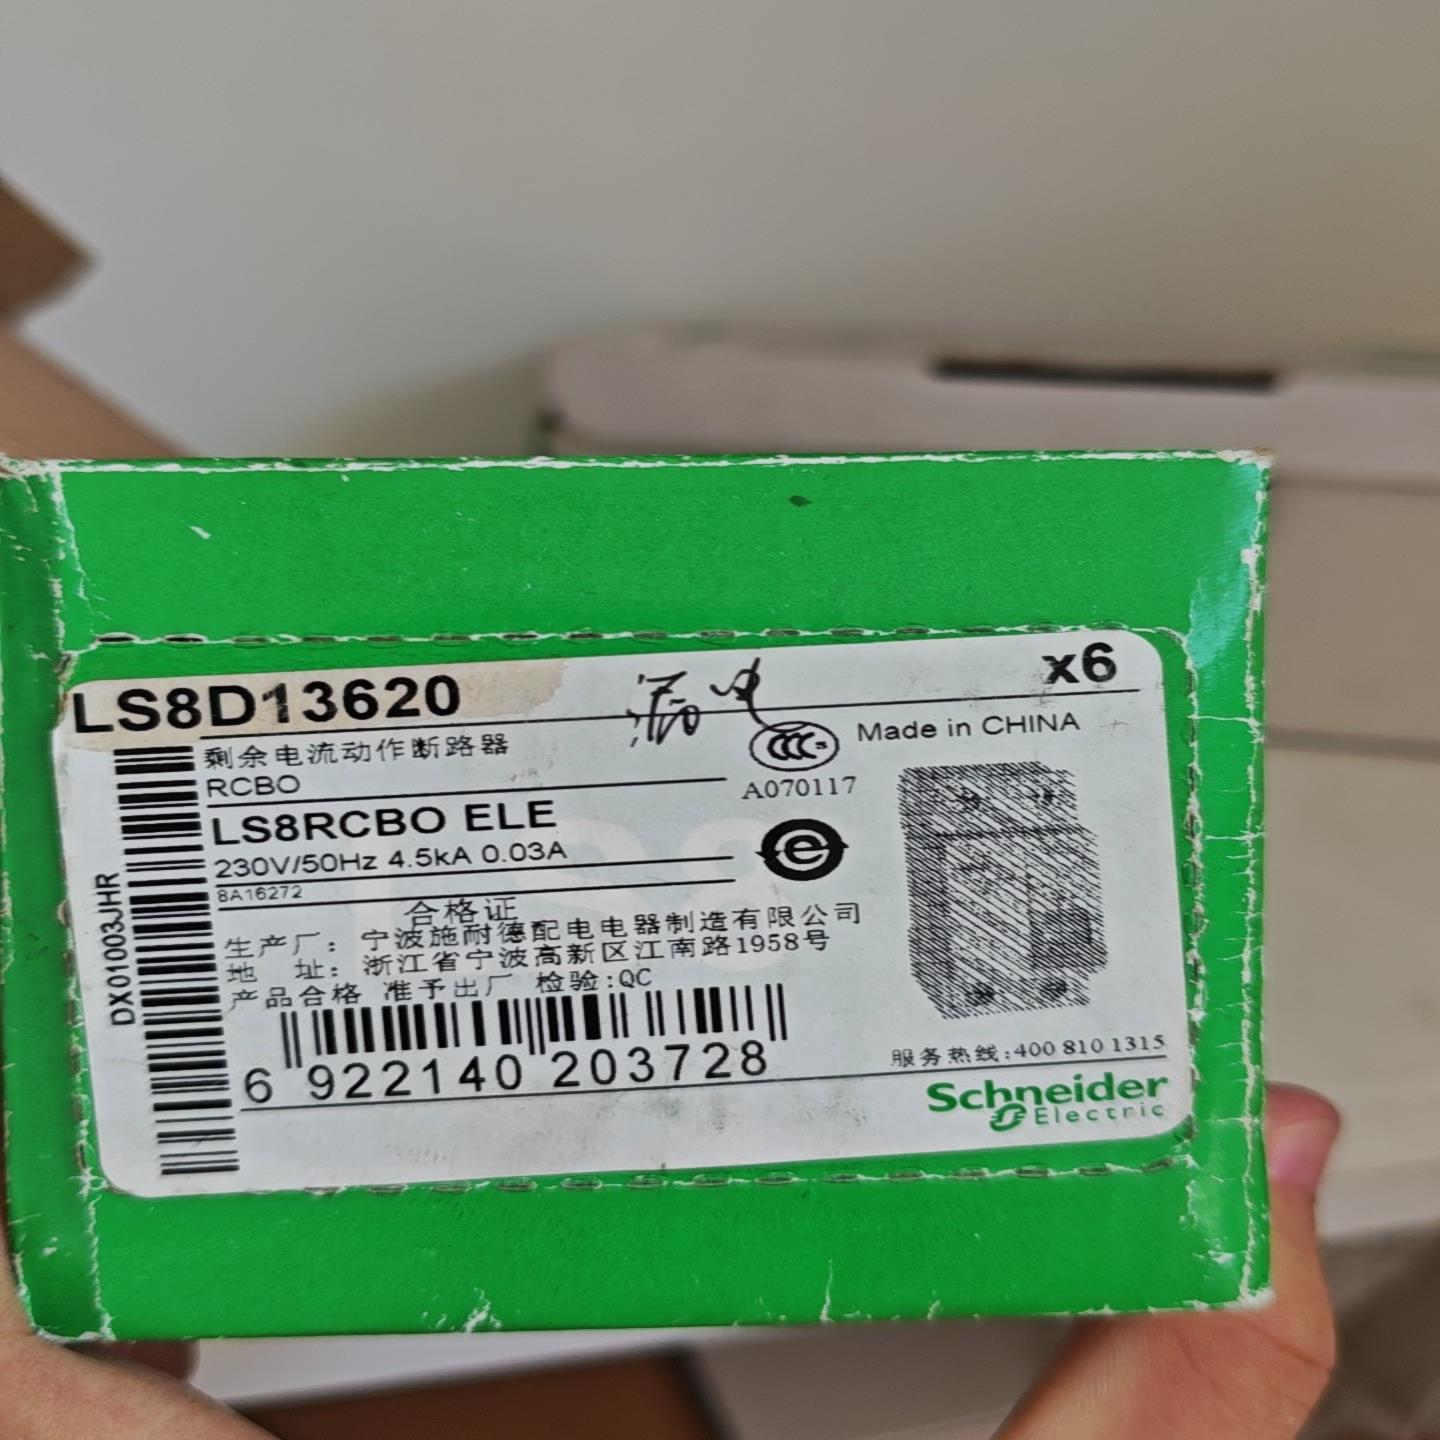 LS8D13620
漏电
x6
剩余电流动作断路器
Made in CHINA
RCBO
A070117
LS8RCBO ELE
230V/50Hz 4.5kA 0.03A
8A16272
合格证
生产厂: 宁波施耐德配电电器制造有限公司
地 址: 浙江省宁波高新区江南路1958号
产品合格 准予出厂 检验:QC
DX01003JHR
6 922140 203728
服务热线:400 810 1315
Schneider
Electric